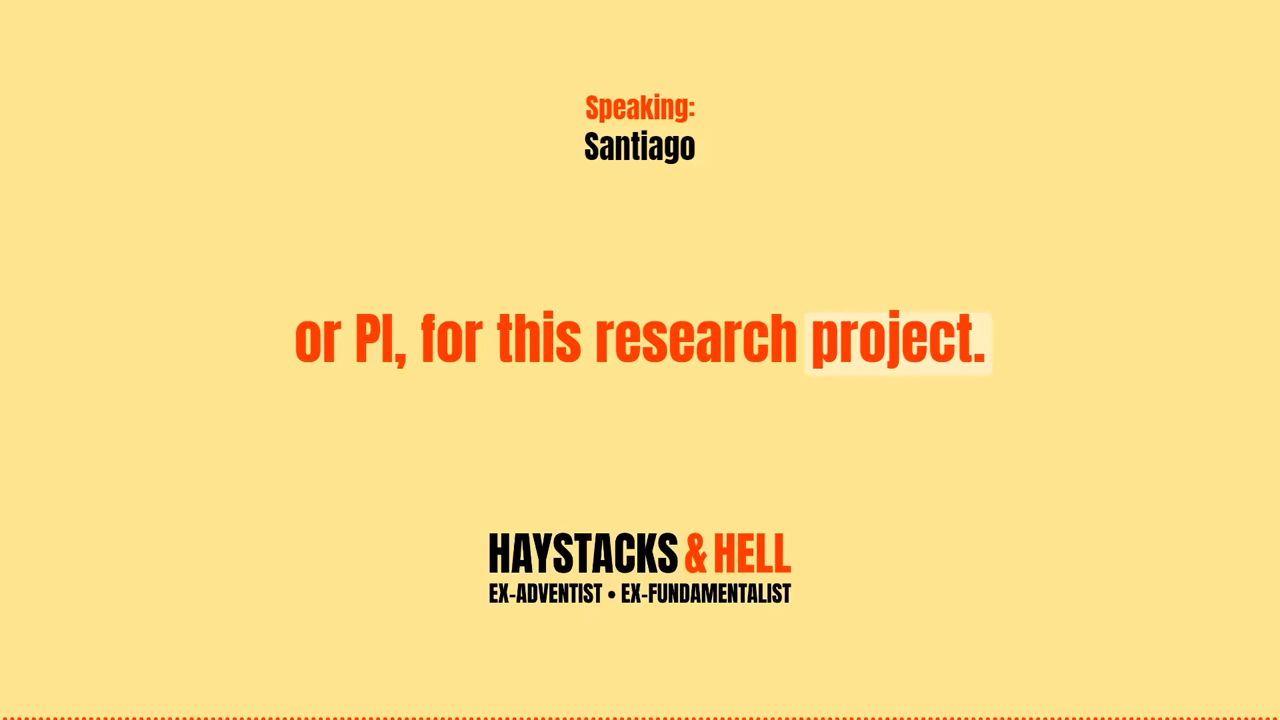 Speaking:
Santiago
or PI, for this research project.
HAYSTACKS & HELL
EX-ADVENTIST • EX-FUNDAMENTALIST